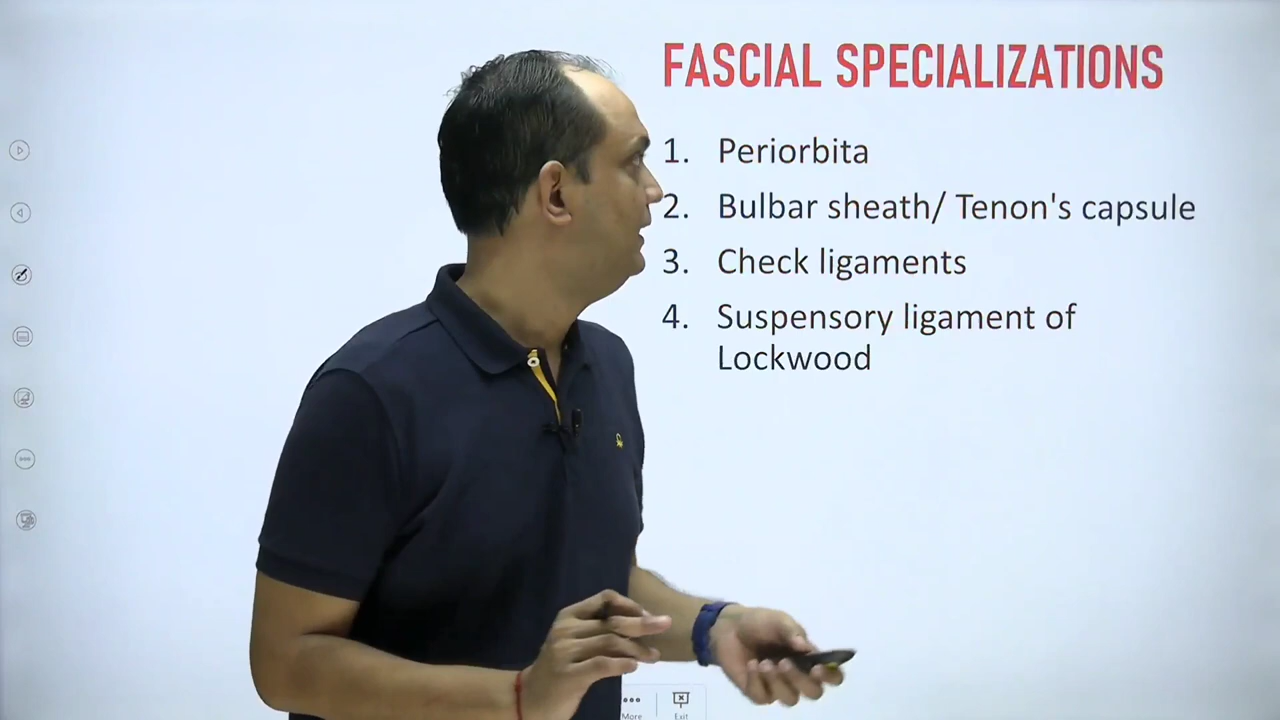 FASCIAL SPECIALIZATIONS
1. Periorbita
2. Bulbar sheath/ Tenon's capsule
3. Check ligaments
4. Suspensory ligament of
Lockwood
More Exit